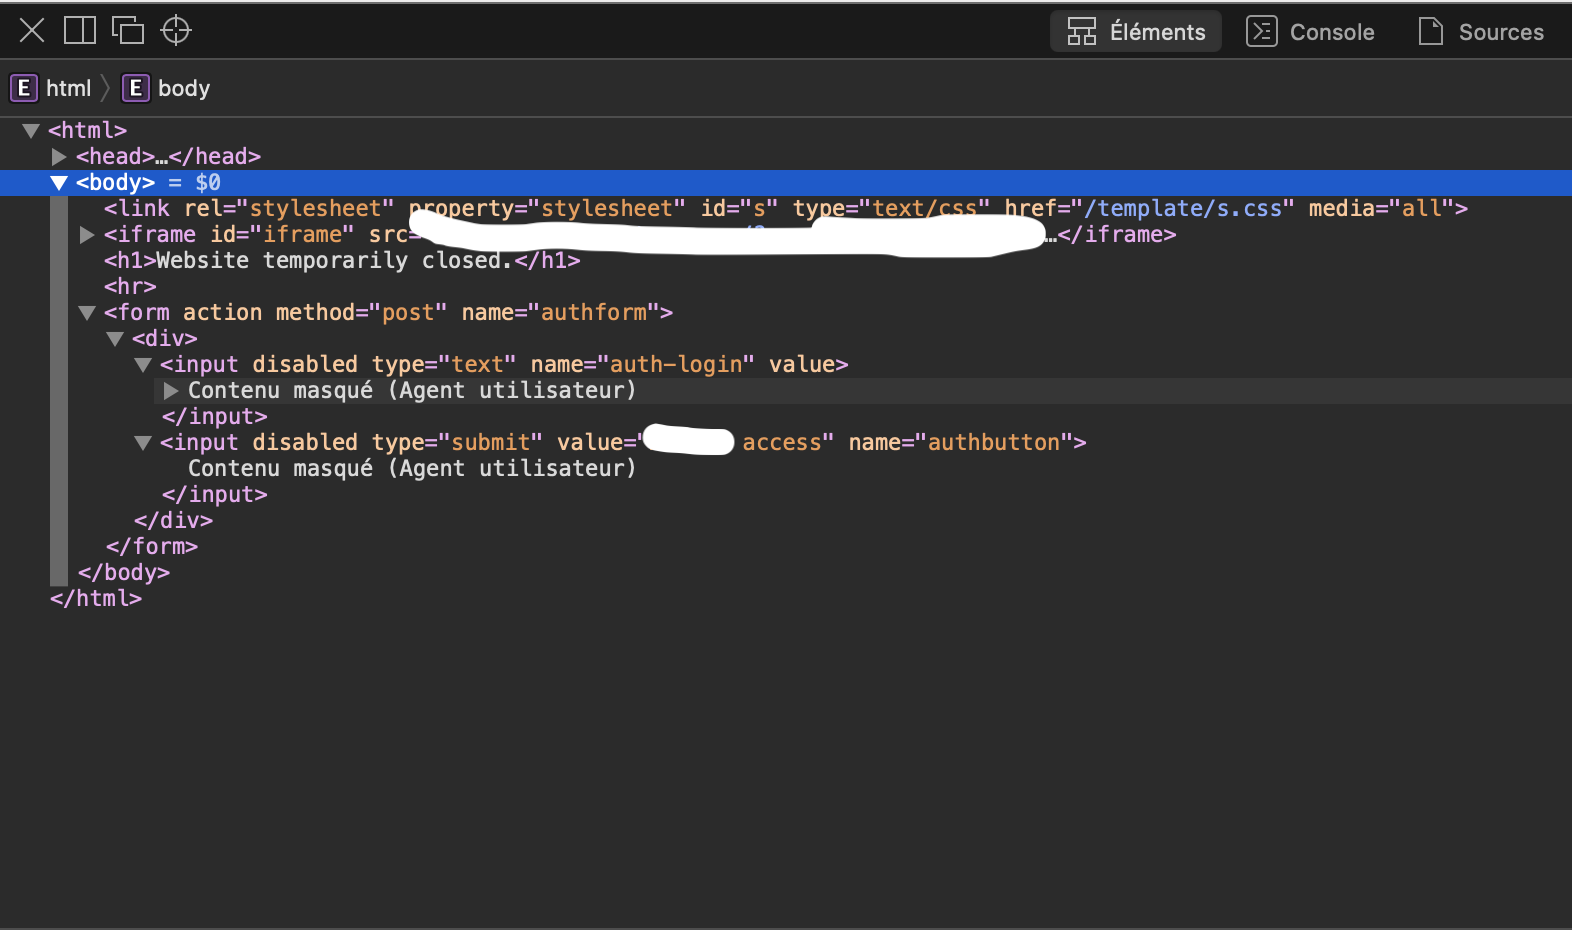 Éléments Console Sources
E html E body
<html>
<head>…</head>
<body> = $0
<link rel="stylesheet" property="stylesheet" id="s" type="text/css" href="/template/s.css" media="all">
<iframe id="iframe" src= …</iframe>
<h1>Website temporarily closed.</h1>
<hr>
<form action method="post" name="authform">
<div>
<input disabled type="text" name="auth-login" value>
Contenu masqué (Agent utilisateur)
</input>
<input disabled type="submit" value=" access" name="authbutton">
Contenu masqué (Agent utilisateur)
</input>
</div>
</form>
</body>
</html>